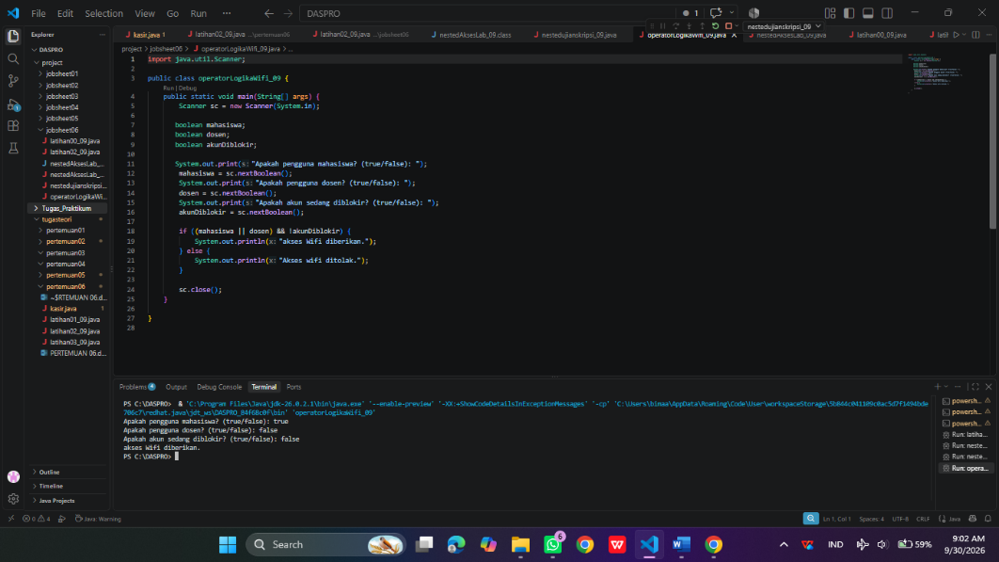 File Edit Selection View Go Run ··· DASPRO 1
Explorer
DASPRO
project
jobsheet01
jobsheet02
jobsheet03
jobsheet04
jobsheet05
jobsheet06
latihan00_09.java
latihan02_09.java
nestedAksesLab_...
nestedAksesLab_...
nestedujianskripsi...
operatorLogikaWi...
Tugas_Praktikum
tugasteori
pertemuan01
pertemuan02
pertemuan03
pertemuan04
pertemuan05
pertemuan06
~$RTEMUAN 06.d...
kasir.java 1
latihan01_09.java
latihan02_09.java
latihan03_09.java
PERTEMUAN 06.d...
Outline
Timeline
Java Projects
kasir.java 1 latihan02_09.java ...\pertemuan06 latihan02_09.java ...\jobsheet06 nestedAksesLab_09.class nestedujianskripsi_09.java operatorLogikaWifi_09.java nestedAksesLab_09.java latihan00_09.java
nestedujianskripsi_09
project > jobsheet06 > operatorLogikaWifi_09.java > ...
1 import java.util.Scanner;
2
3 public class operatorLogikaWifi_09 {
Run | Debug
4 public static void main(String[] args) {
5 Scanner sc = new Scanner(System.in);
6
7 boolean mahasiswa;
8 boolean dosen;
9 boolean akunDiblokir;
10
11 System.out.print(s: "Apakah pengguna mahasiswa? (true/false): ");
12 mahasiswa = sc.nextBoolean();
13 System.out.print(s: "Apakah pengguna dosen? (true/false): ");
14 dosen = sc.nextBoolean();
15 System.out.print(s: "Apakah akun sedang diblokir? (true/false): ");
16 akunDiblokir = sc.nextBoolean();
17
18 if ((mahasiswa || dosen) && !akunDiblokir) {
19 System.out.println(x: "akses Wifi diberikan.");
20 } else {
21 System.out.println(x: "Akses wifi ditolak.");
22 }
23
24 sc.close();
25 }
26
27 }
28
Problems 4 Output Debug Console Terminal Ports
PS C:\DASPRO> & 'C:\Program Files\Java\jdk-26.0.2.1\bin\java.exe' '--enable-preview' '-XX:+ShowCodeDetailsInExceptionMessages' '-cp' 'C:\Users\bimaa\AppData\Roaming\Code\User\workspaceStorage\5b844c041109c0ac5d7f1494bde
706c7\redhat.java\jdt_ws\DASPRO_84f68c0f\bin' 'operatorLogikaWifi_09'
Apakah pengguna mahasiswa? (true/false): true
Apakah pengguna dosen? (true/false): false
Apakah akun sedang diblokir? (true/false): false
akses Wifi diberikan.
PS C:\DASPRO>
powersh...
powersh...
powersh...
Run: latiha...
Run: neste...
Run: neste...
Run: opera...
0 4 Java: Warning Ln 1, Col 1 Spaces: 4 UTF-8 CRLF Java
Search 6 IND 59% 9:02 AM
9/30/2026